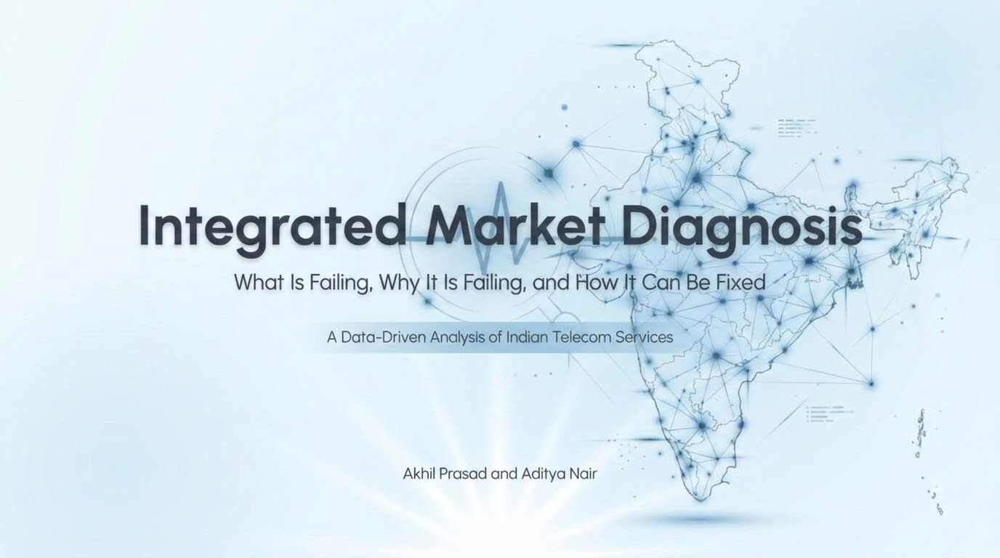 Integrated Market Diagnosis
What Is Failing, Why It Is Failing, and How It Can Be Fixed
A Data-Driven Analysis of Indian Telecom Services
Akhil Prasad and Aditya Nair